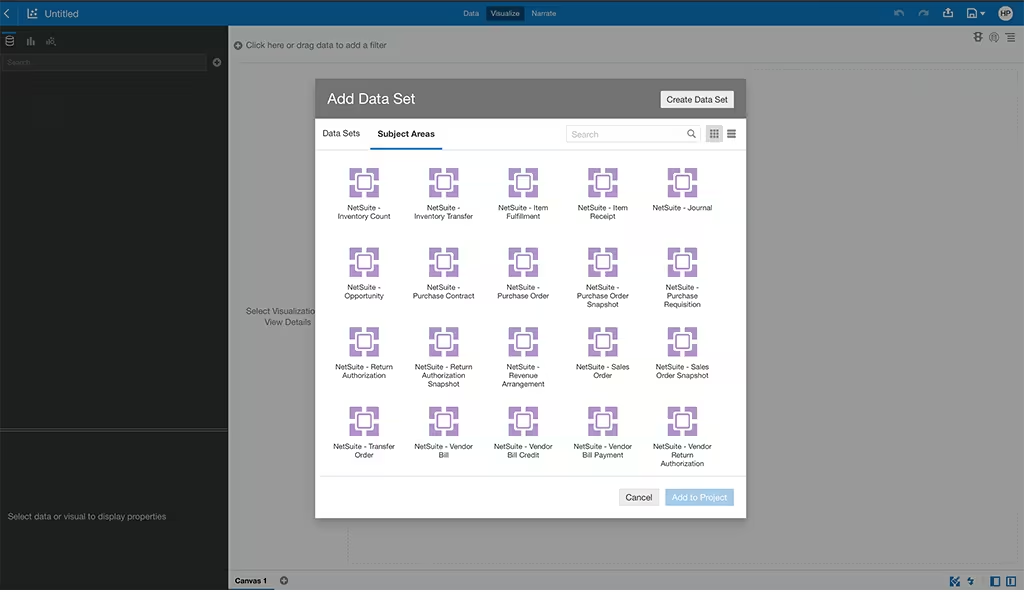 Untitled
Data Visualize Narrate
HP
Search
Click here or drag data to add a filter
Add Data Set
Create Data Set
Data Sets Subject Areas
Search
NetSuite - NetSuite - NetSuite - Item NetSuite - Item NetSuite - Journal
Inventory Count Inventory Transfer Fulfillment Receipt
NetSuite - NetSuite - NetSuite - NetSuite - NetSuite -
Opportunity Purchase Contract Purchase Order Purchase Order Purchase
Snapshot Requisition
Select Visualizatio
View Details
NetSuite - Return NetSuite - Return NetSuite - NetSuite - Sales NetSuite - Sales
Authorization Authorization Revenue Order Order Snapshot
Snapshot Arrangement
NetSuite - Transfer NetSuite - Vendor NetSuite - Vendor NetSuite - Vendor NetSuite - Vendor
Order Bill Bill Credit Bill Payment Return
Authorization
Cancel Add to Project
Select data or visual to display properties
Canvas 1